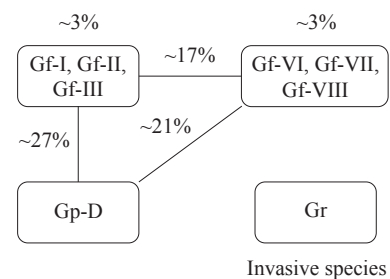 ~3%
~3%
Gf-I, Gf-II,
Gf-III
~17%
Gf-VI, Gf-VII,
Gf-VIII
~27%
~21%
Gp-D
Gr
Invasive species